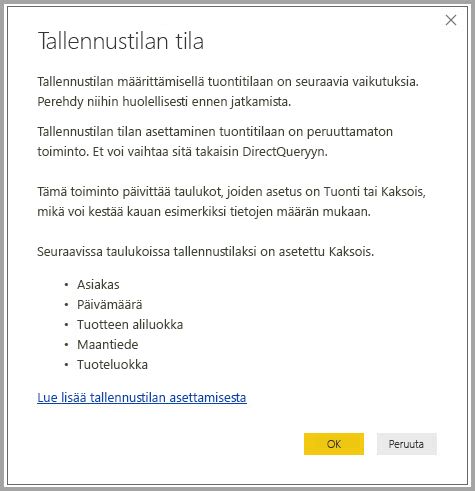 Tallennustilan tila
Tallennustilan määrittämisellä tuontitilaan on seuraavia vaikutuksia.
Perehdy niihin huolellisesti ennen jatkamista.
Tallennustilan tilan asettaminen tuontitilaan on peruuttamaton
toiminto. Et voi vaihtaa sitä takaisin DirectQueryyn.
Tämä toiminto päivittää taulukot, joiden asetus on Tuonti tai Kaksois,
mikä voi kestää kauan esimerkiksi tietojen määrän mukaan.
Seuraavissa taulukoissa tallennustilaksi on asetettu Kaksois.
• Asiakas
• Päivämäärä
• Tuotteen aliluokka
• Maantiede
• Tuoteluokka
Lue lisää tallennustilan asettamisesta
OK Peruuta